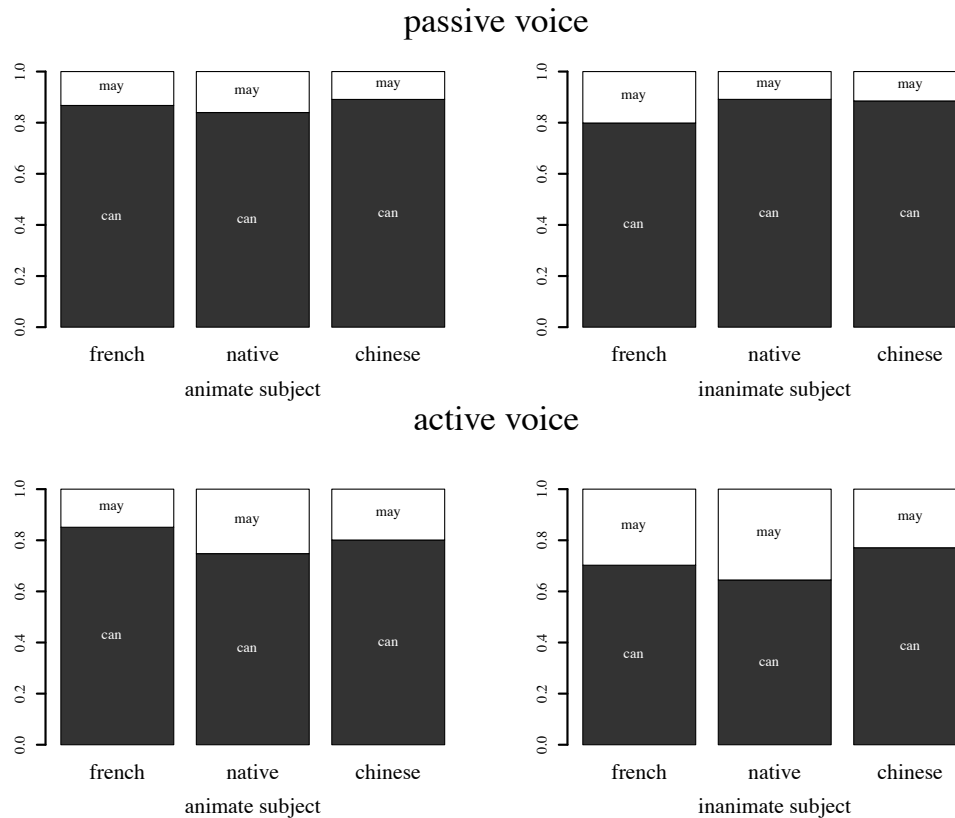 passive voice
1.0 may may may 1.0 may may may
0.8 0.8
0.6 0.6
0.4 can can can 0.4 can can can
0.2 0.2
0.0 0.0
french native chinese french native chinese
animate subject inanimate subject
active voice
1.0 may may may 1.0 may may may
0.8 0.8
0.6 0.6
0.4 can can can 0.4 can can can
0.2 0.2
0.0 0.0
french native chinese french native chinese
animate subject inanimate subject